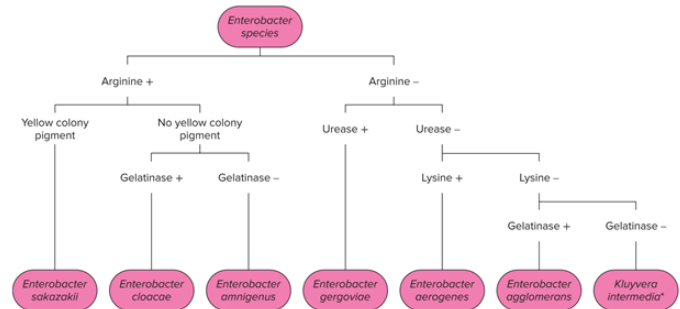 Enterobacter
species
Arginine +
Arginine –
Yellow colony
pigment
No yellow colony
pigment
Urease +
Urease –
Gelatinase +
Gelatinase –
Lysine +
Lysine –
Gelatinase +
Gelatinase –
Enterobacter
sakazakii
Enterobacter
cloacae
Enterobacter
amnigenus
Enterobacter
gergoviae
Enterobacter
aerogenes
Enterobacter
agglomerans
Kluyvera
intermedia*